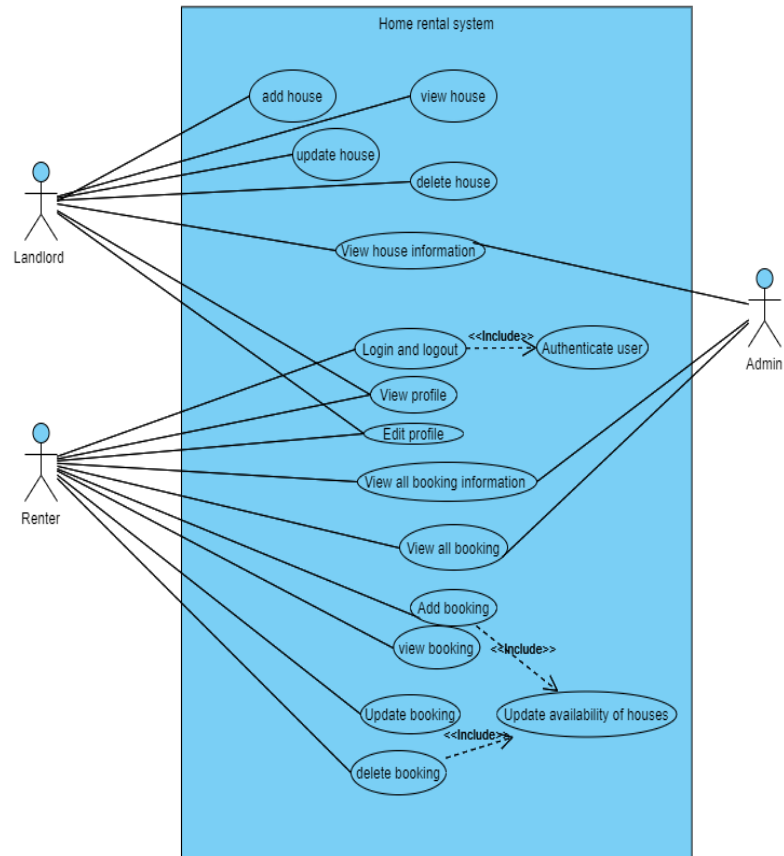 Home rental system
add house
view house
update house
delete house
Landlord
View house information
<<Include>>
Login and logout
Authenticate user
Admin
View profile
Edit profile
View all booking information
Renter
View all booking
Add booking
view booking
<<Include>>
Update booking
Update availability of houses
<<Include>>
delete booking